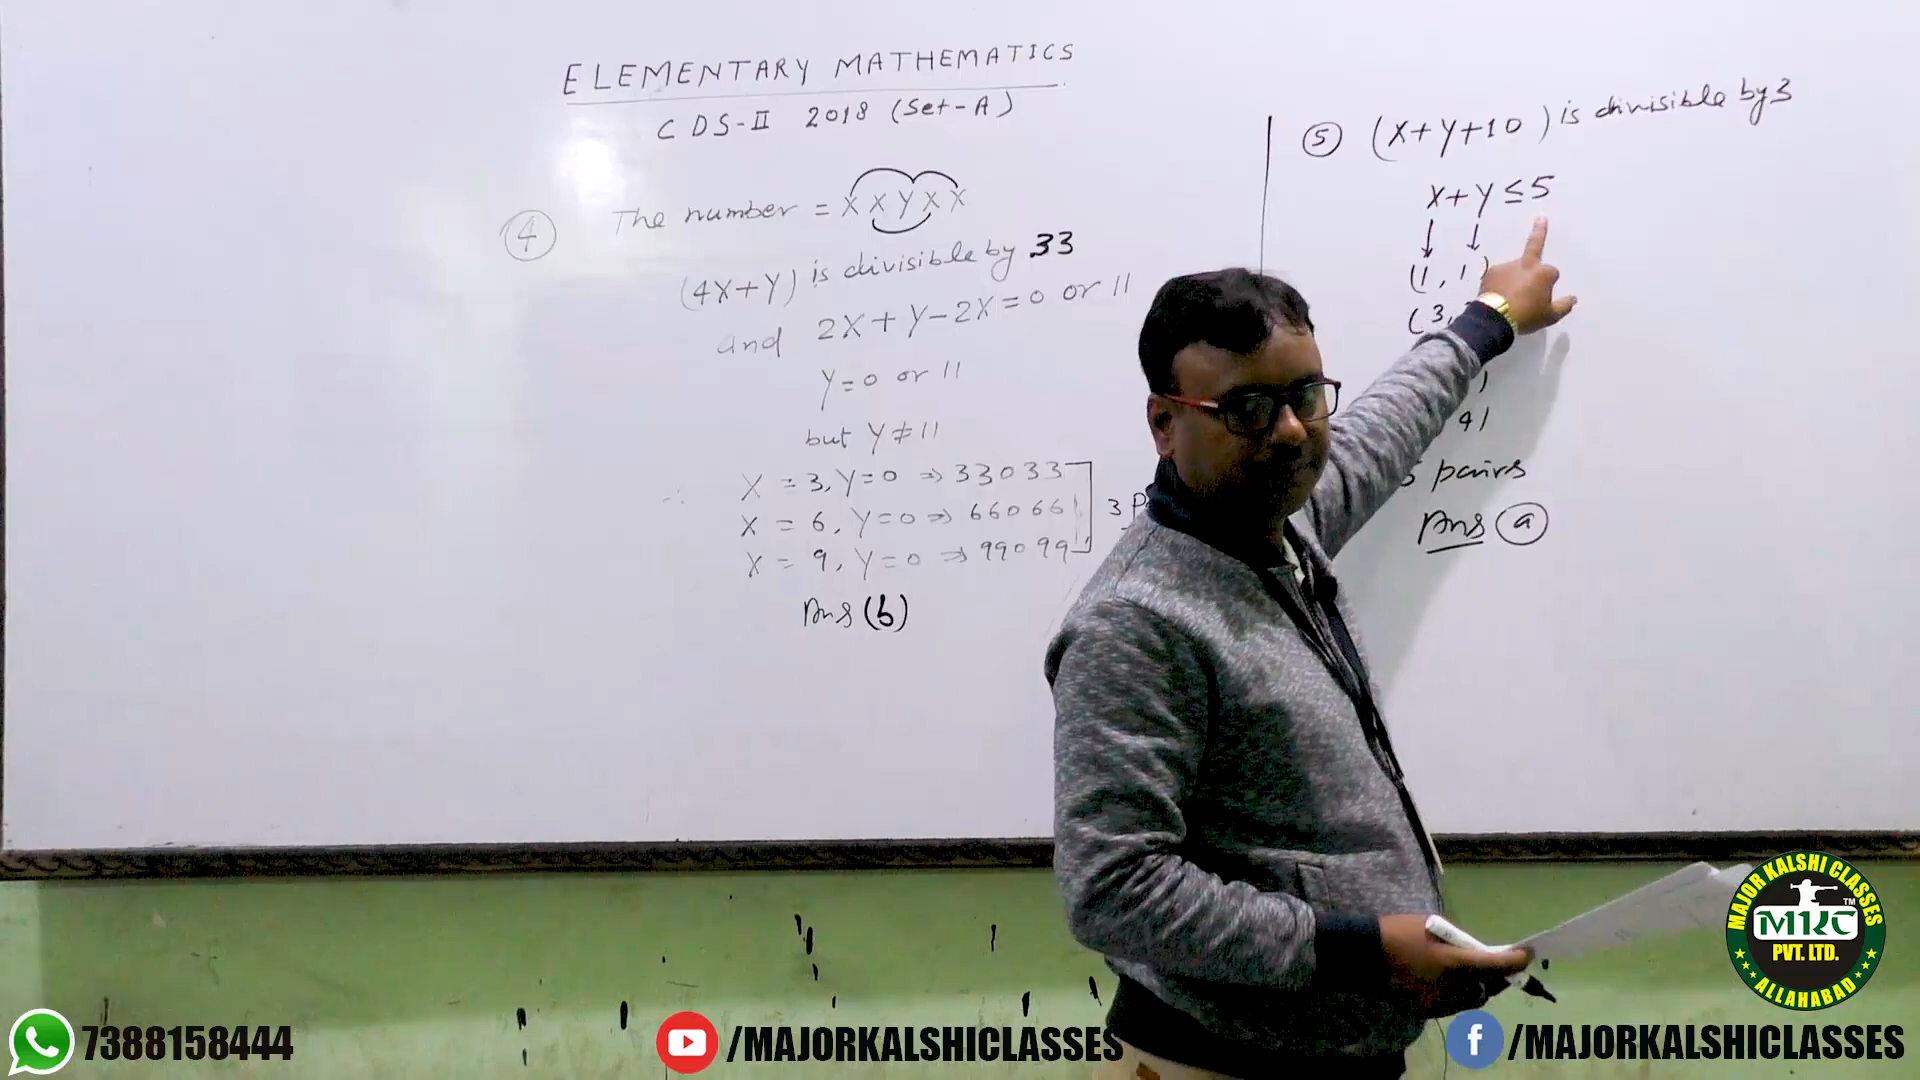 ELEMENTARY MATHEMATICS
CDS-II 2018 (Set-A)
4 The number = X X Y X X
(4X+Y) is divisible by 33
and 2X+Y-2X=0 or 11
Y=0 or 11
but Y≠11
∴ X = 3, Y=0 ⇒ 33033
X = 6, Y=0 ⇒ 66066
X = 9, Y=0 ⇒ 99099
3
Ans (b)
5 (X+Y+10) is divisible by 3
X+Y≤5
(1, 1)
(3,
)
4)
5 pairs
Ans a
MAJOR KALSHI CLASSES
MKC TM
PVT. LTD.
ALLAHABAD
7388158444
/MAJORKALSHICLASSES
/MAJORKALSHICLASSES